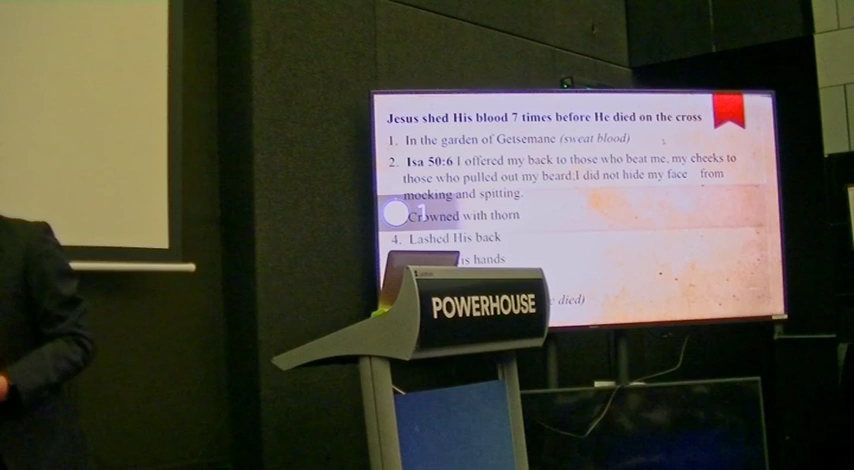 Jesus shed His blood 7 times before He died on the cross
1. In the garden of Getsemane (sweat blood)
2. Isa 50:6 I offered my back to those who beat me, my cheeks to
those who pulled out my beard;I did not hide my face from
mocking and spitting.
1
Crowned with thorn
4. Lashed His back
is hands
died)
POWERHOUSE